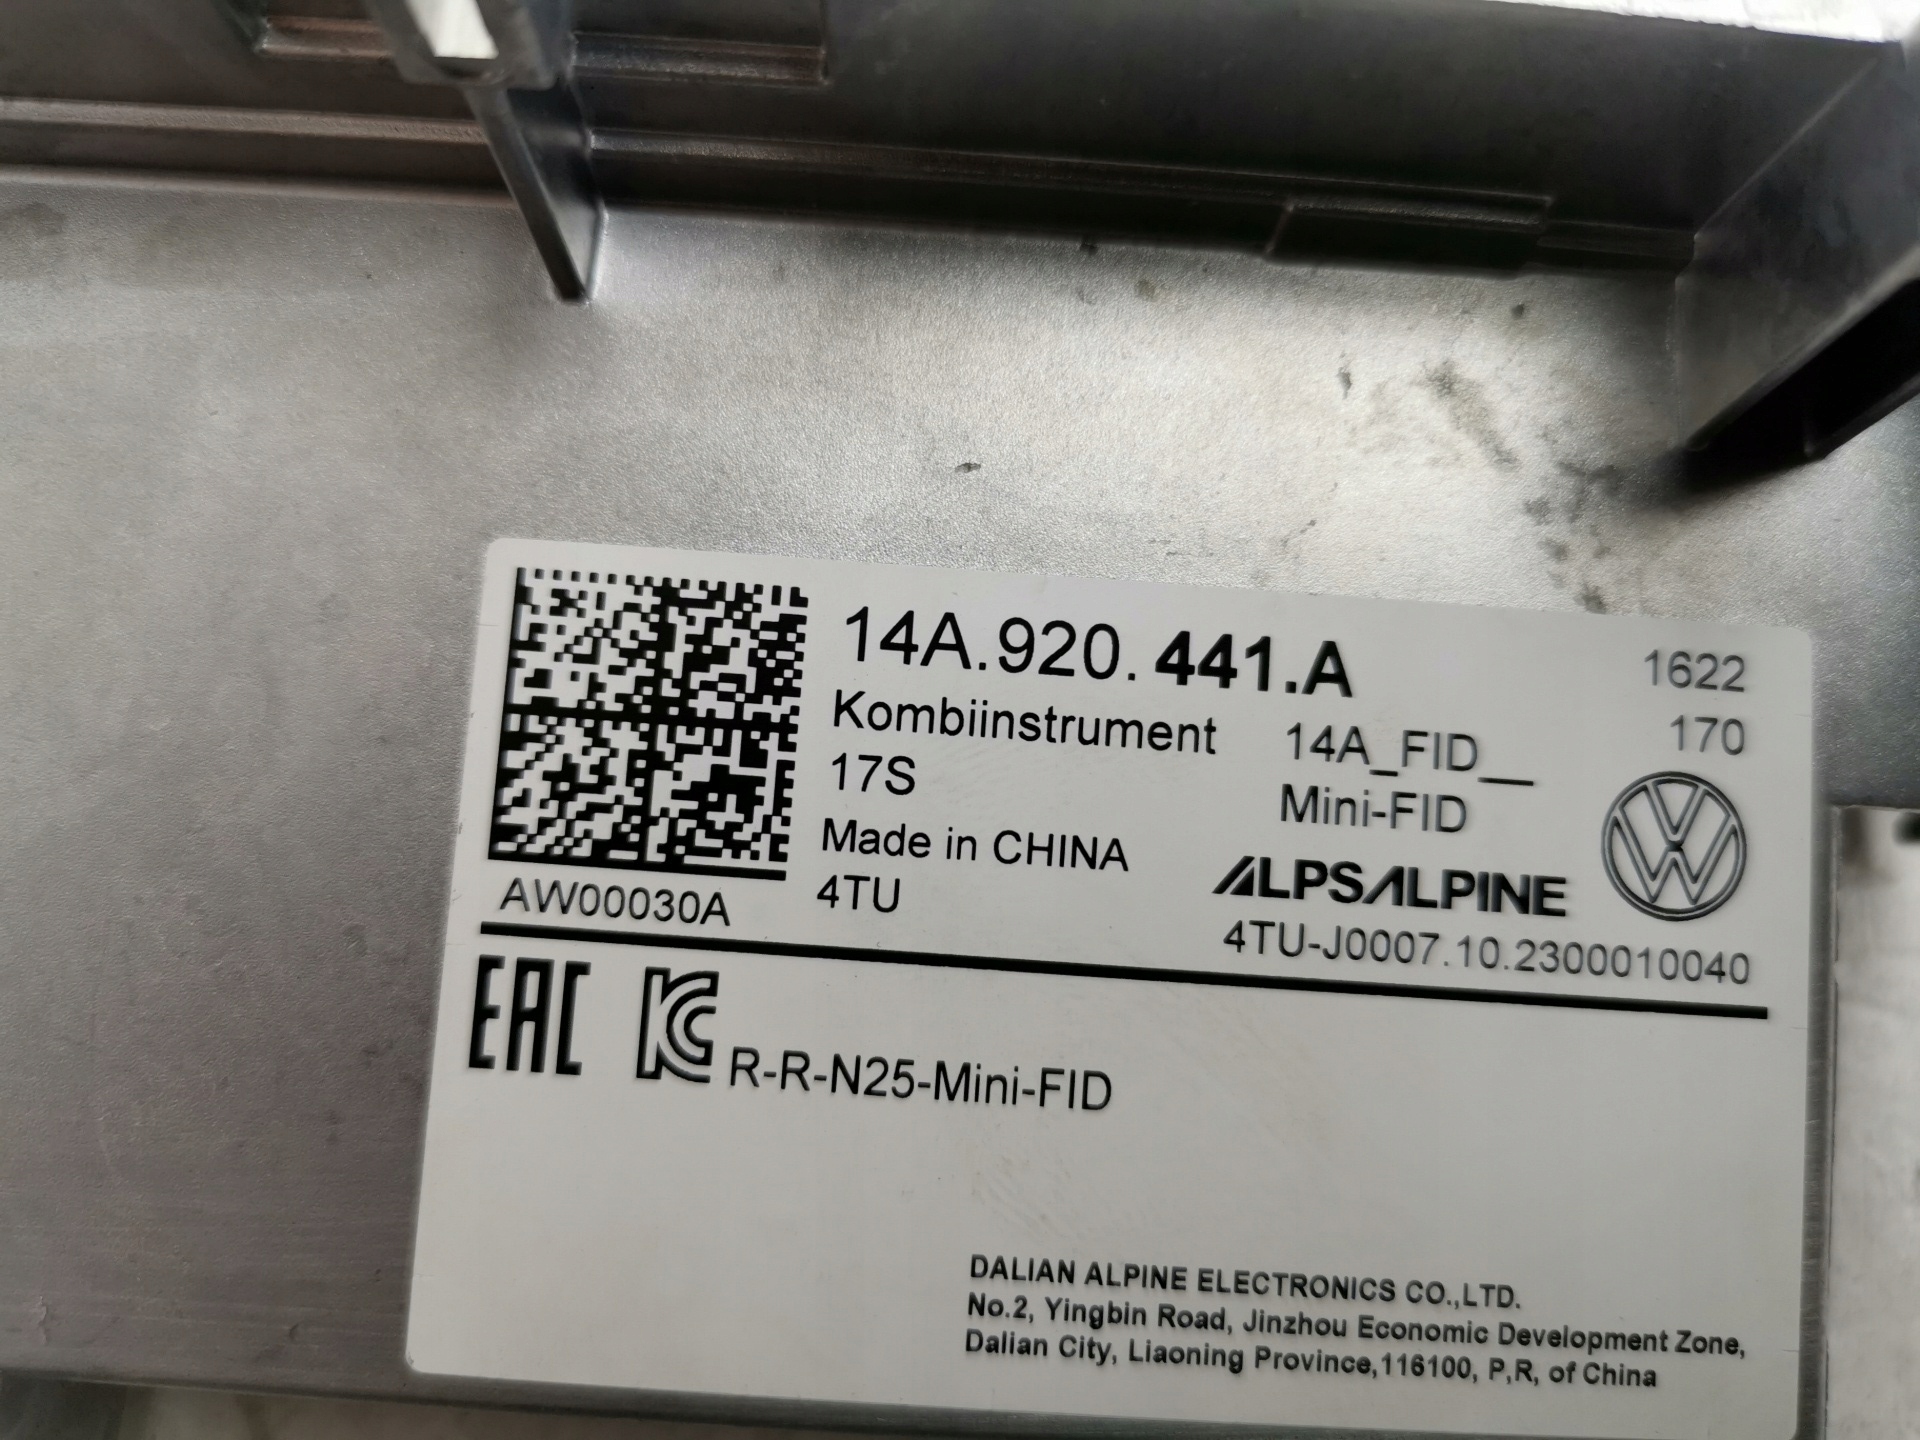 14A.920.441.A
1622
Kombiinstrument
14A_FID__
170
17S
Mini-FID
Made in CHINA
ALPSALPINE
4TU
AW00030A
4TU-J0007.10.2300010040
EAC
KC
R-R-N25-Mini-FID
DALIAN ALPINE ELECTRONICS CO.,LTD.
No.2, Yingbin Road, Jinzhou Economic Development Zone,
Dalian City, Liaoning Province,116100, P,R, of China